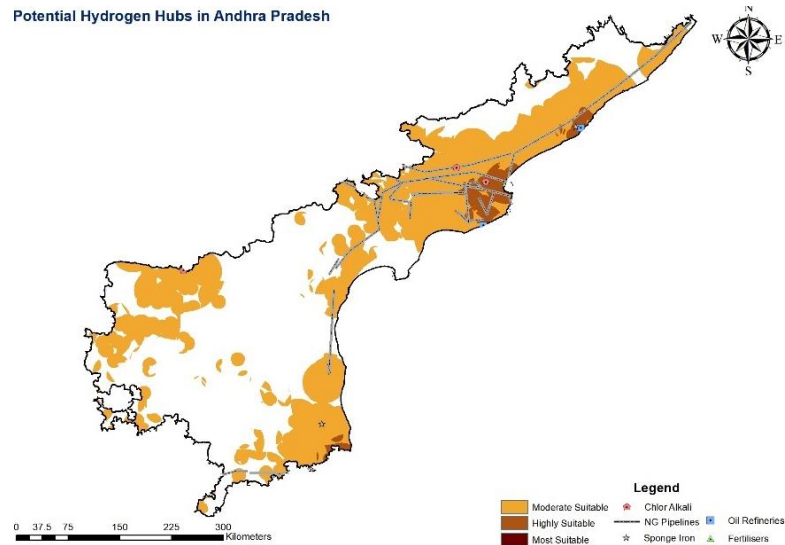 Potential Hydrogen Hubs in Andhra Pradesh
N
W E
S
Legend
Moderate Suitable Chlor Alkali
Highly Suitable NG Pipelines Oil Refineries
Most Suitable Sponge Iron Fertilisers
0 37.5 75 150 225 300
Kilometers